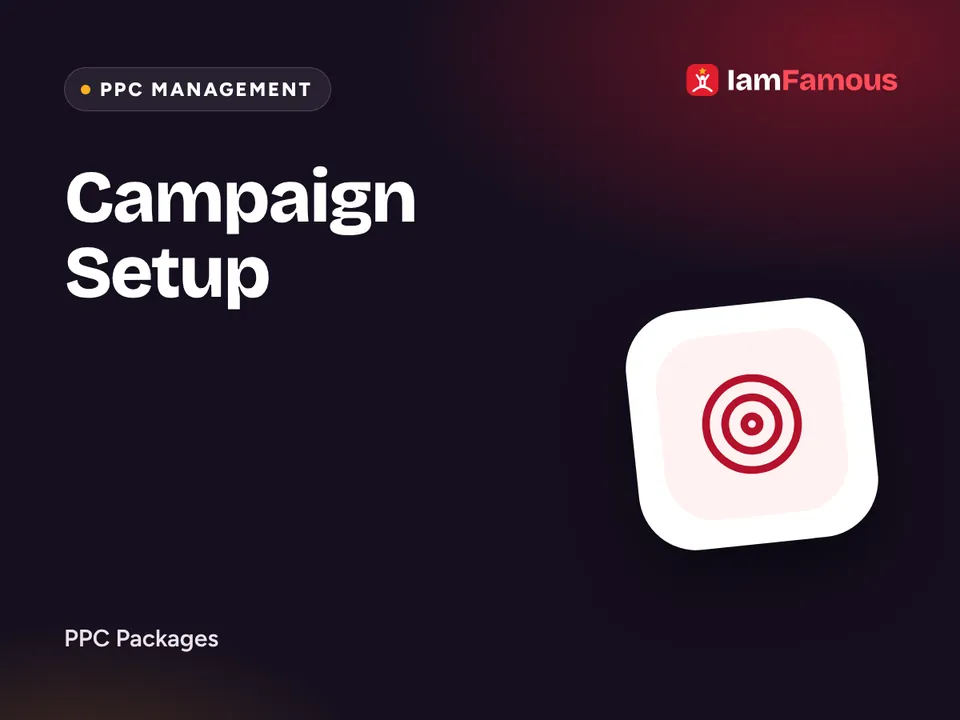 PPC MANAGEMENT
IamFamous
Campaign
Setup
PPC Packages